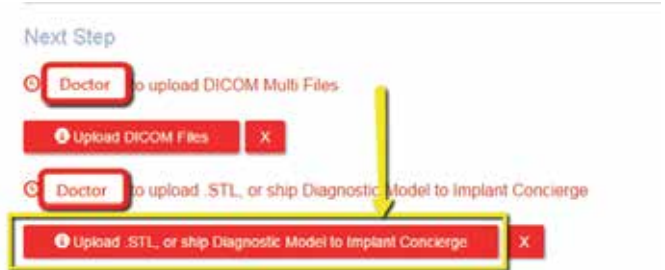 Next Step
Doctor to upload DICOM Multi Files
Upload DICOM Files X
Doctor to upload .STL, or ship Diagnostic Model to Implant Concierge
Upload .STL, or ship Diagnostic Model to Implant Concierge X